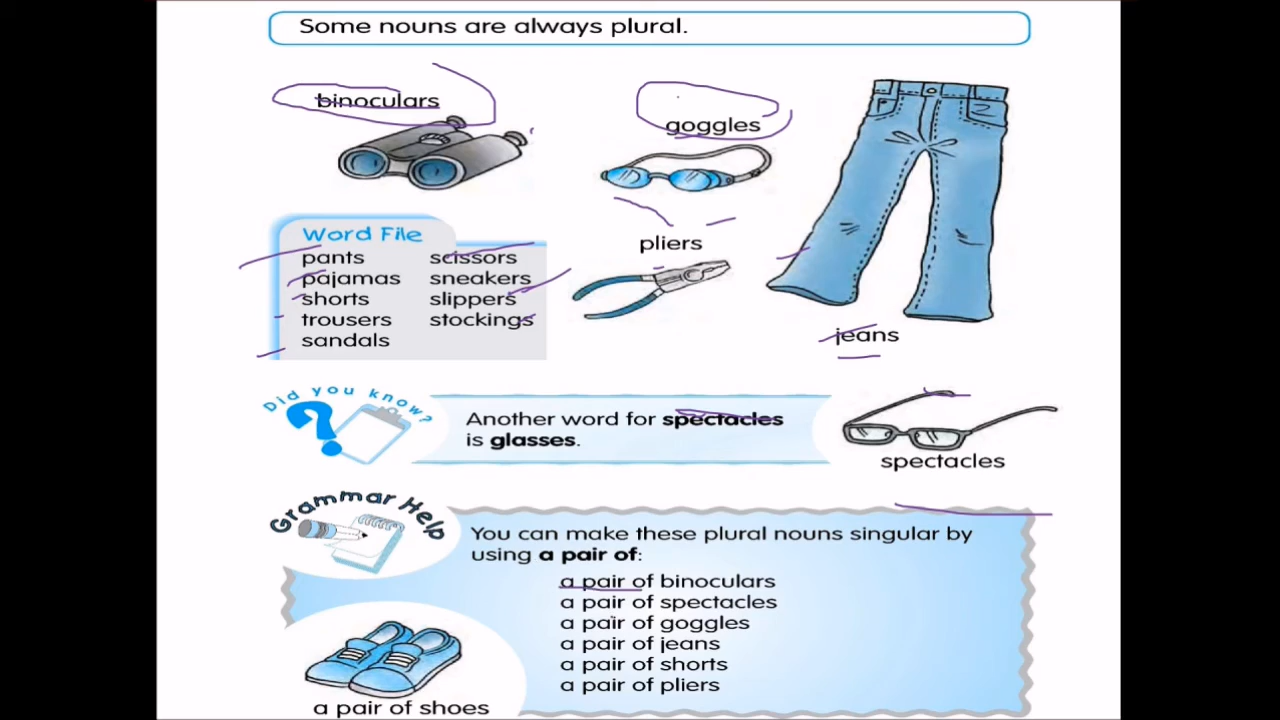 Some nouns are always plural.
binoculars
goggles
pliers
Word File
pants
pajamas
shorts
trousers
sandals
scissors
sneakers
slippers
stockings
jeans
Did you know?
Another word for spectacles
is glasses.
spectacles
Grammar Help
You can make these plural nouns singular by
using a pair of:
a pair of binoculars
a pair of spectacles
a pair of goggles
a pair of jeans
a pair of shorts
a pair of pliers
a pair of shoes